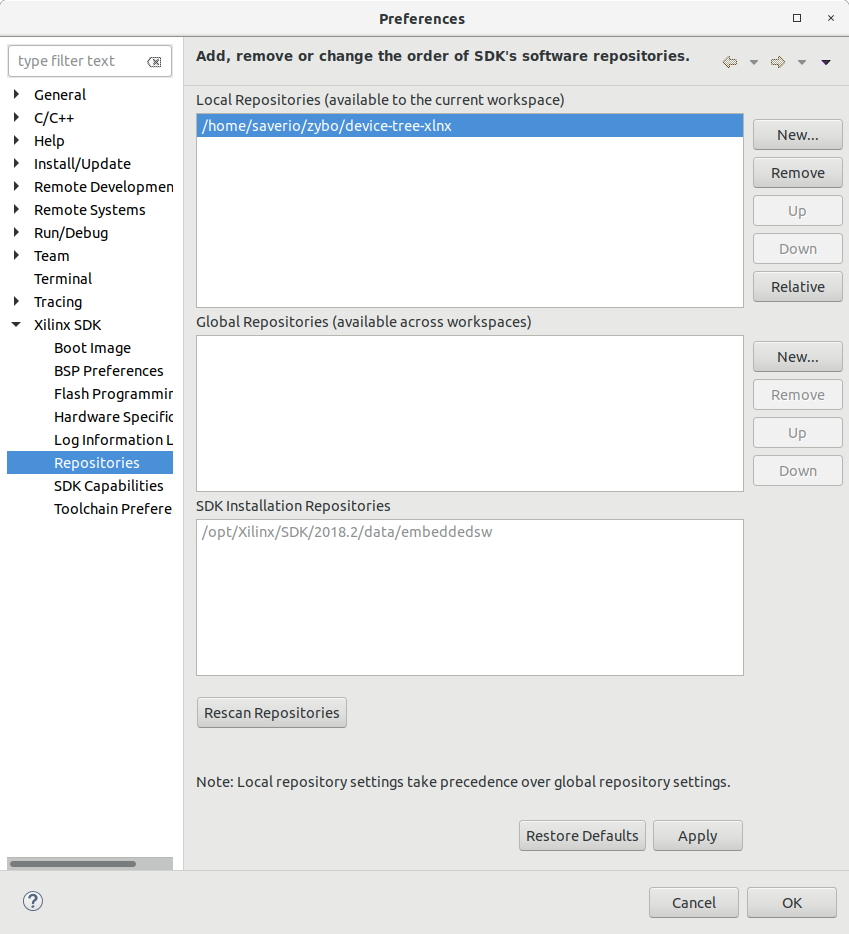 Preferences
type filter text
General
C/C++
Help
Install/Update
Remote Developmen
Remote Systems
Run/Debug
Team
Terminal
Tracing
Xilinx SDK
Boot Image
BSP Preferences
Flash Programmin
Hardware Specific
Log Information L
Repositories
SDK Capabilities
Toolchain Prefere
Add, remove or change the order of SDK's software repositories.
Local Repositories (available to the current workspace)
/home/saverio/zybo/device-tree-xlnx
New...
Remove
Up
Down
Relative
Global Repositories (available across workspaces)
New...
Remove
Up
Down
SDK Installation Repositories
/opt/Xilinx/SDK/2018.2/data/embeddedsw
Rescan Repositories
Note: Local repository settings take precedence over global repository settings.
Restore Defaults
Apply
?
Cancel
OK